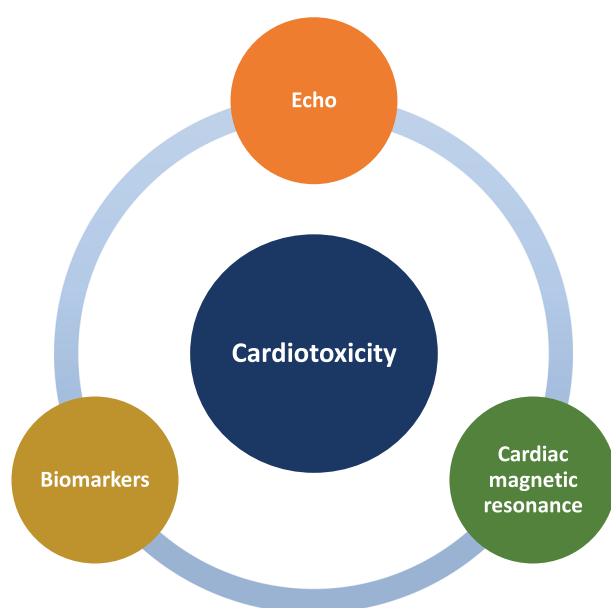 Echo
Cardiotoxicity
Biomarkers
Cardiac
magnetic
resonance